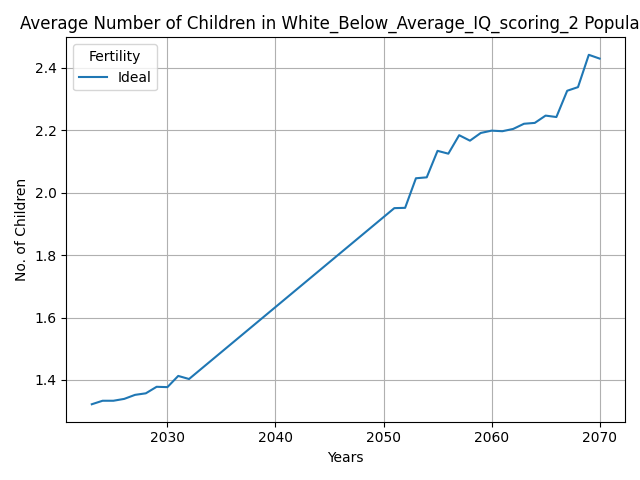 Average Number of Children in White_Below_Average_IQ_scoring_2 Popula
Fertility
Ideal
2.4
2.2
2.0
1.8
1.6
1.4
No. of Children
2030 2040 2050 2060 2070
Years